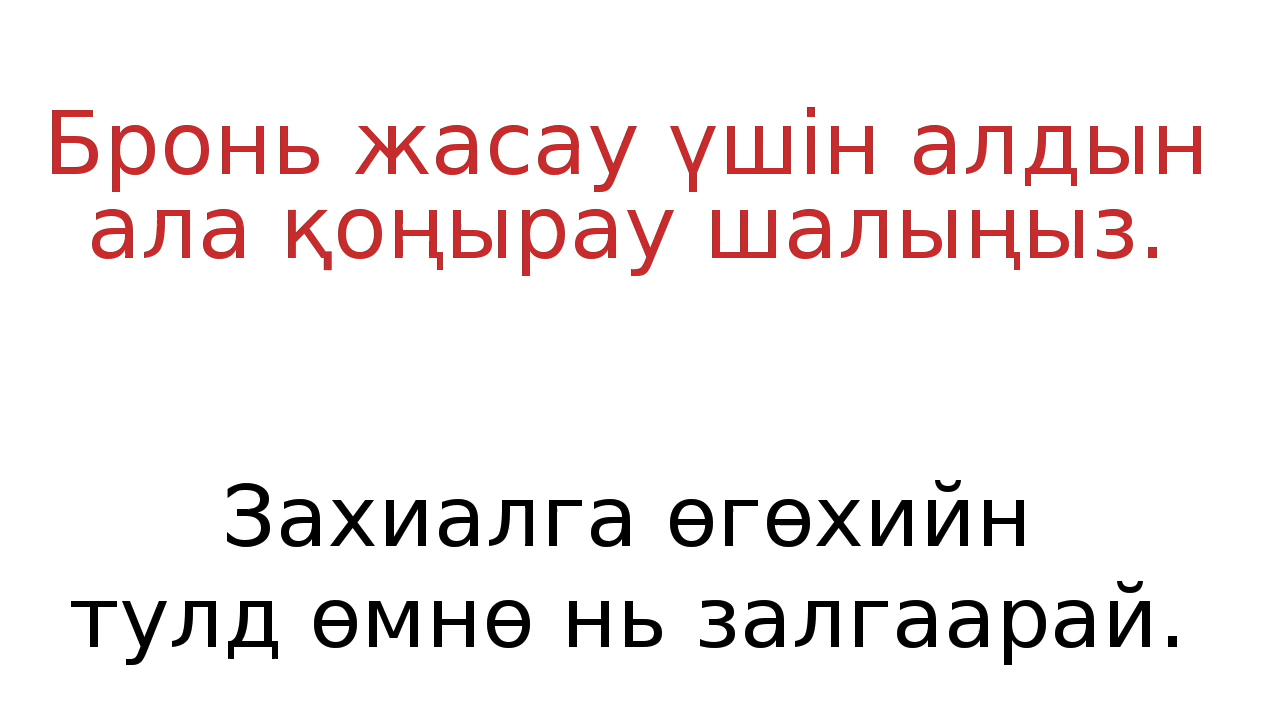 Бронь жасау үшін алдын
ала қоңырау шалыңыз.
Захиалга өгөхийн
тулд өмнө нь залгаарай.